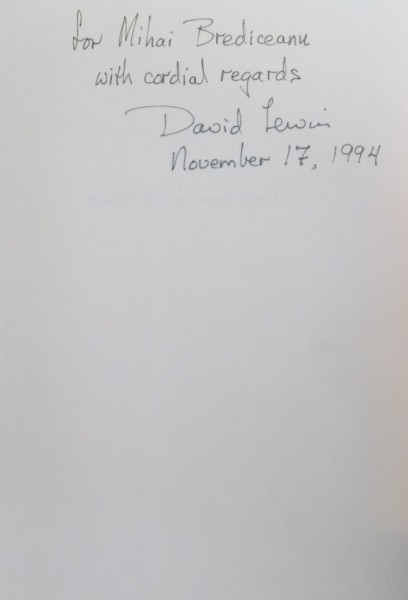 for Mihai Brediceanu
with cordial regards
David Lewin
November 17, 1994